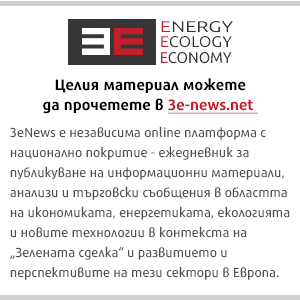 3E ENERGY
ECOLOGY
ECONOMY
Целия материал можете
да прочетете в 3e-news.net
3eNews е независима online платформа с
национално покритие - ежедневник за
публикуване на информационни материали,
анализи и търговски съобщения в областта
на икономиката, енергетиката, екологията
и новите технологии в контекста на
„Зелената сделка“ и развитието и
перспективите на тези сектори в Европа.